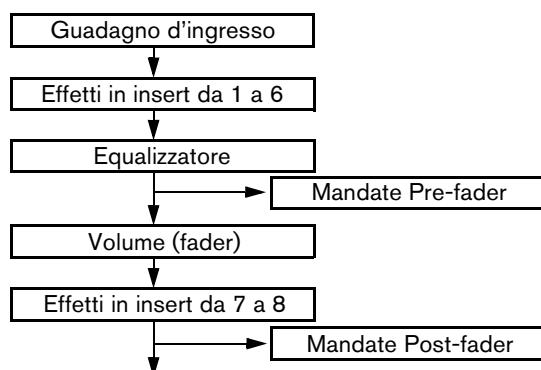 Guadagno d'ingresso
Effetti in insert da 1 a 6
Equalizzatore
Mandate Pre-fader
Volume (fader)
Effetti in insert da 7 a 8
Mandate Post-fader